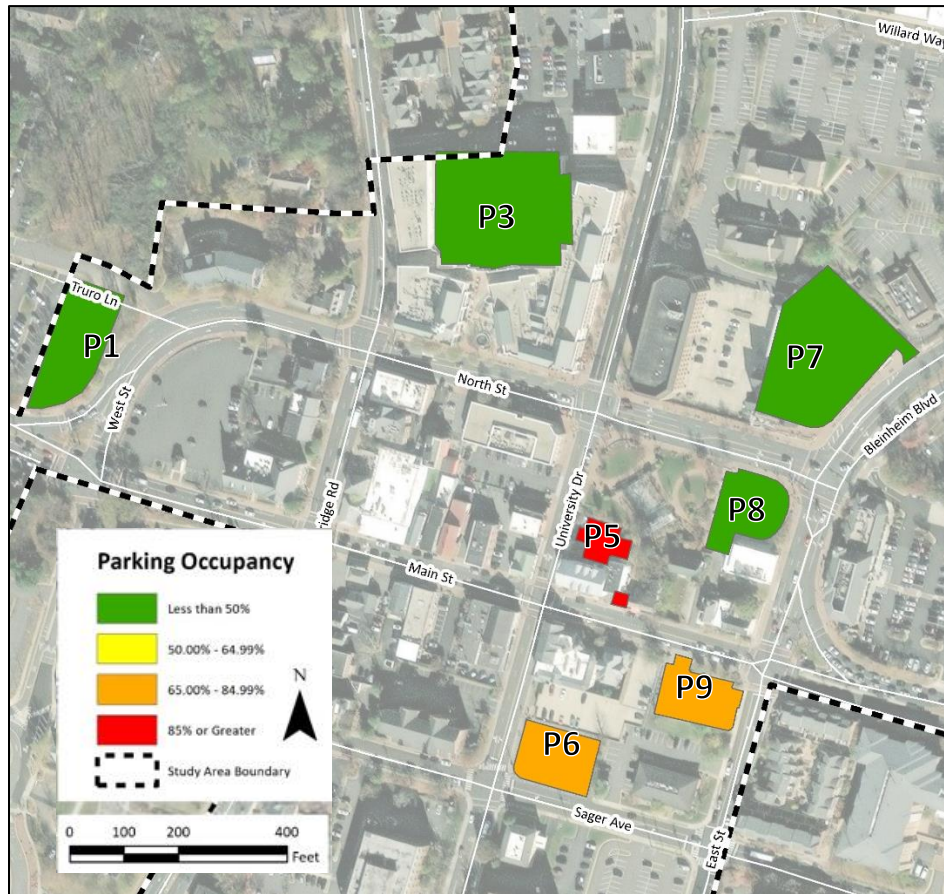 Willard Way
P3
Truro Ln
P1
P7
North St
West St
Bleinheim Blvd
University Dr
P8
ridge Rd
P5
Main St
P9
P6
Sager Ave
East St
Parking Occupancy
Less than 50%
50.00% - 64.99%
65.00% - 84.99%
85% or Greater
Study Area Boundary
N
0 100 200 400
Feet